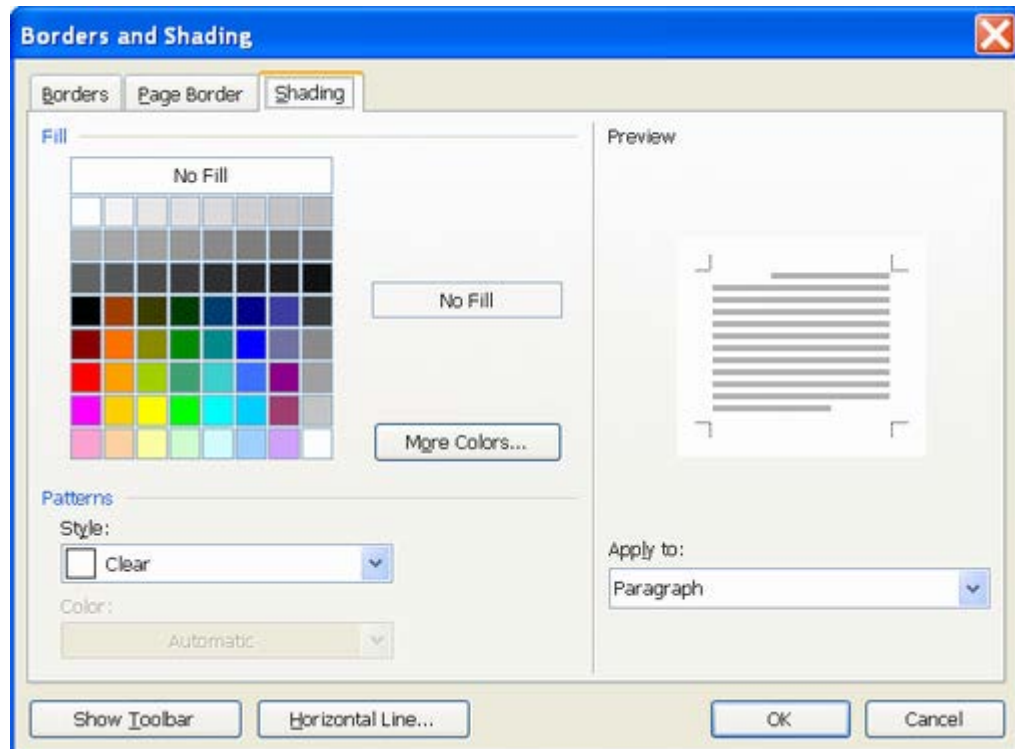 Borders and Shading
Borders
Page Border
Shading
Fill
No Fill
No Fill
More Colors...
Patterns
Style:
Clear
Color:
Automatic
Preview
Apply to:
Paragraph
Show Toolbar
Horizontal Line...
OK
Cancel